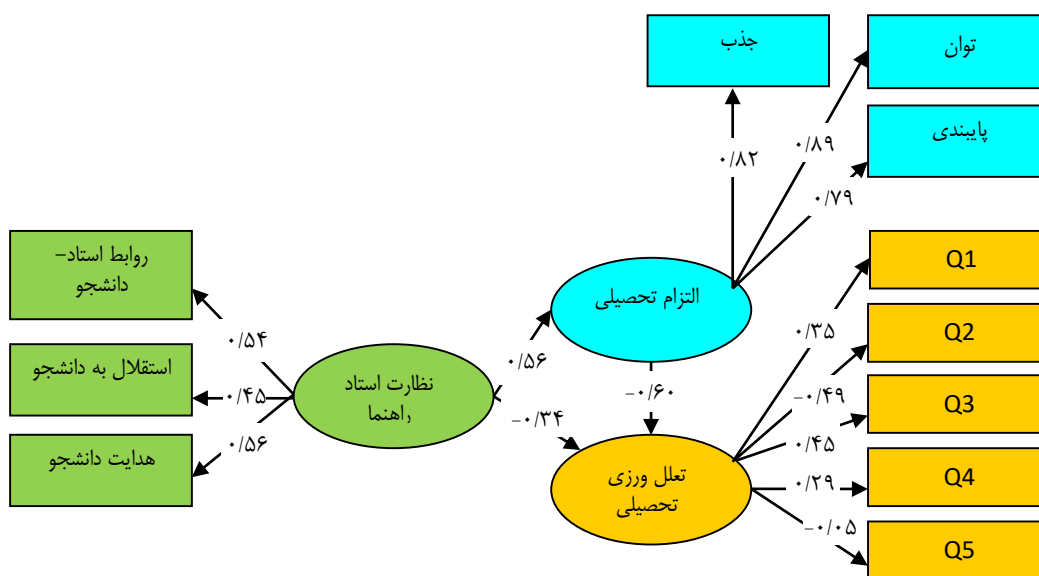 جذب
توان
پایبندی
۰/۸۲
۰/۸۹
۰/۷۹
روابط استاد–
دانشجو
استقلال به دانشجو
هدایت دانشجو
۰/۵۴
۰/۴۵
۰/۵۶
نظارت استاد
راهنما
۰/۵۶
–۰/۳۴
التزام تحصیلی
–۰/۶۰
تعلل ورزی
تحصیلی
۰/۳۵
–۰/۴۹
۰/۴۵
۰/۲۹
–۰/۰۵
Q1
Q2
Q3
Q4
Q5